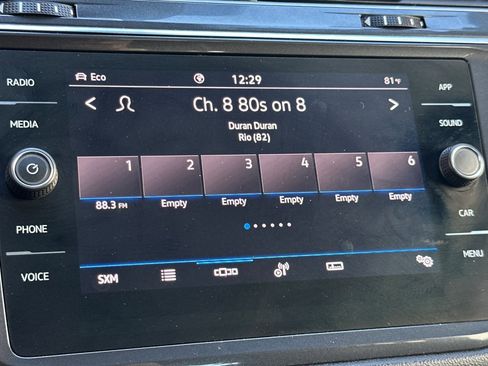 RADIO
MEDIA
PHONE
VOICE
Eco
12:29
81°F
< Ch. 8 80s on 8 >
Duran Duran
Rio (82)
1 2 3 4 5 6
88.3 FM Empty Empty Empty Empty Empty
SXM
APP
SOUND
CAR
MENU